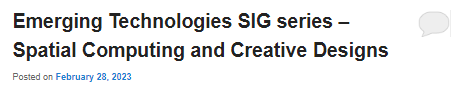 Emerging Technologies SIG series –
Spatial Computing and Creative Designs
Posted on February 28, 2023